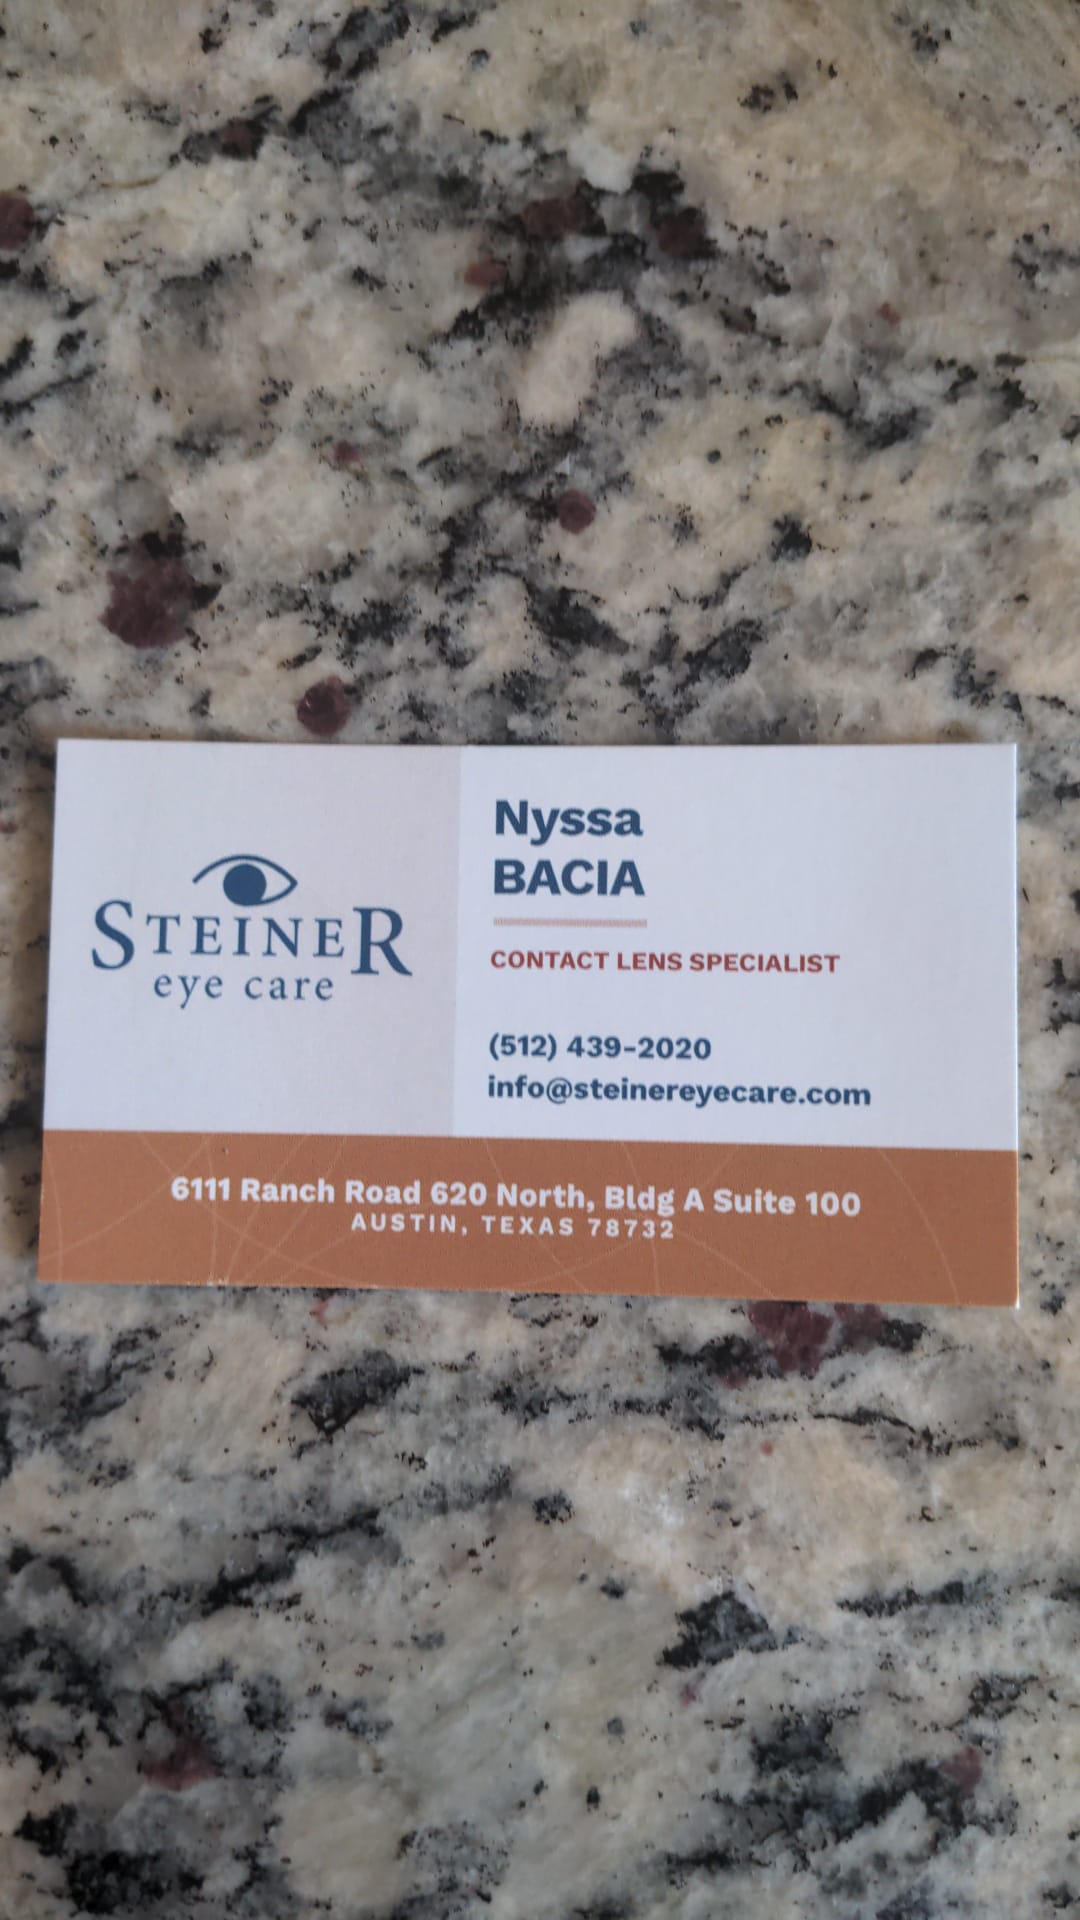 STEINER
eye care
Nyssa
BACIA
CONTACT LENS SPECIALIST
(512) 439-2020
info@steinereyecare.com
6111 Ranch Road 620 North, Bldg A Suite 100
AUSTIN, TEXAS 78732